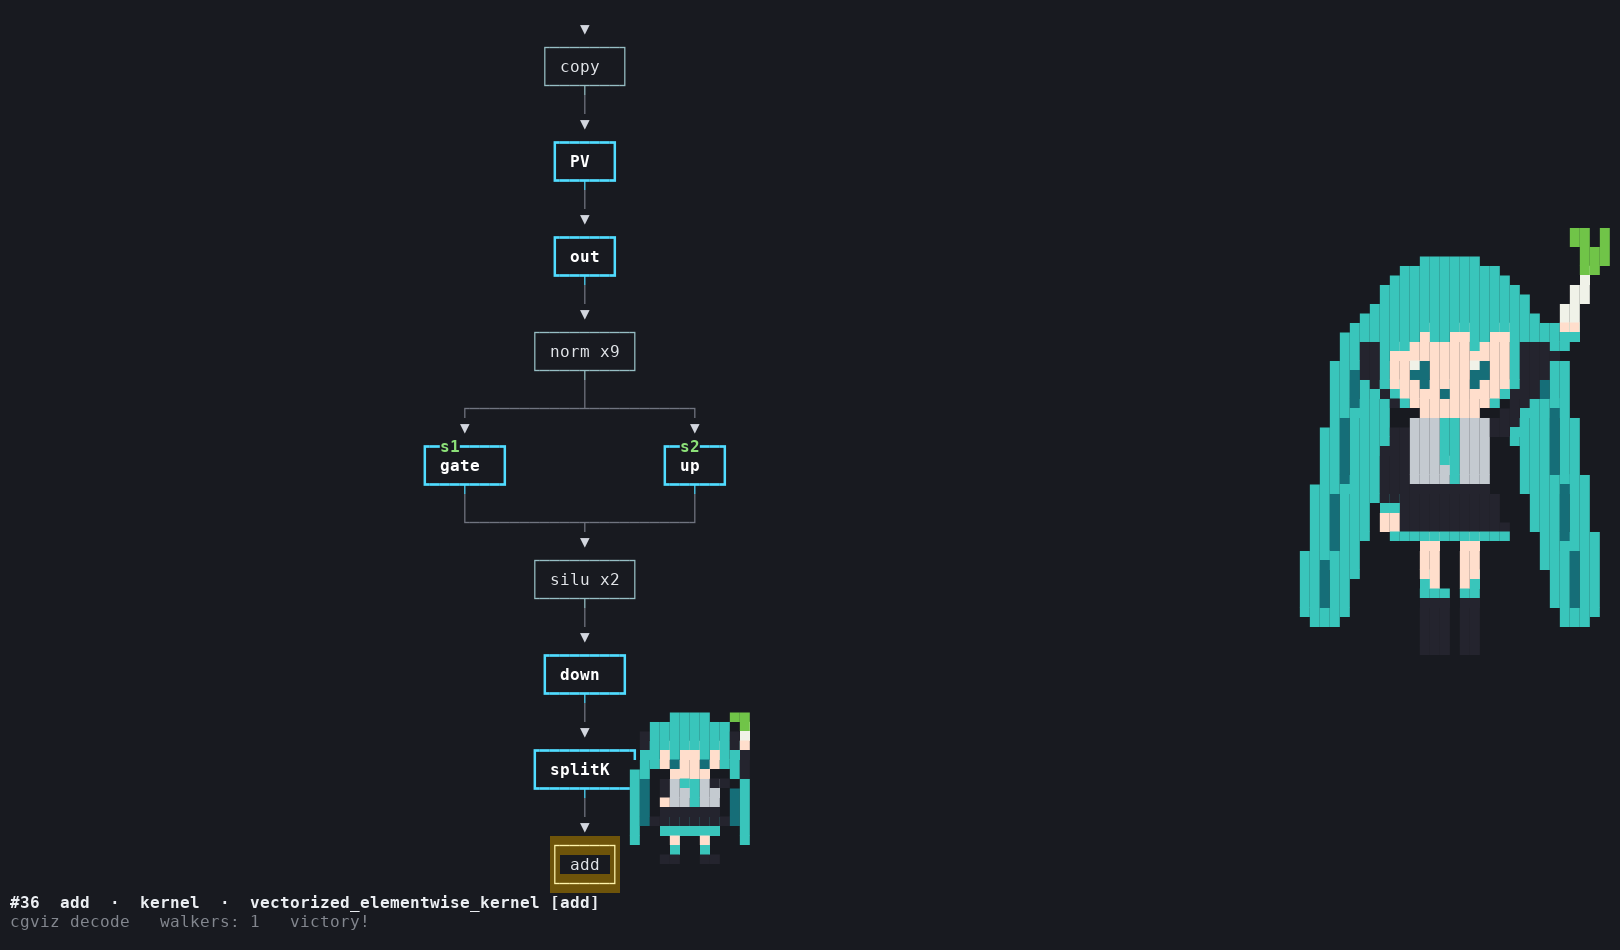 copy
PV
out
norm x9
s1 s2
gate up
silu x2
down
splitK
add
#36 add · kernel · vectorized_elementwise_kernel [add]
cgviz decode walkers: 1 victory!